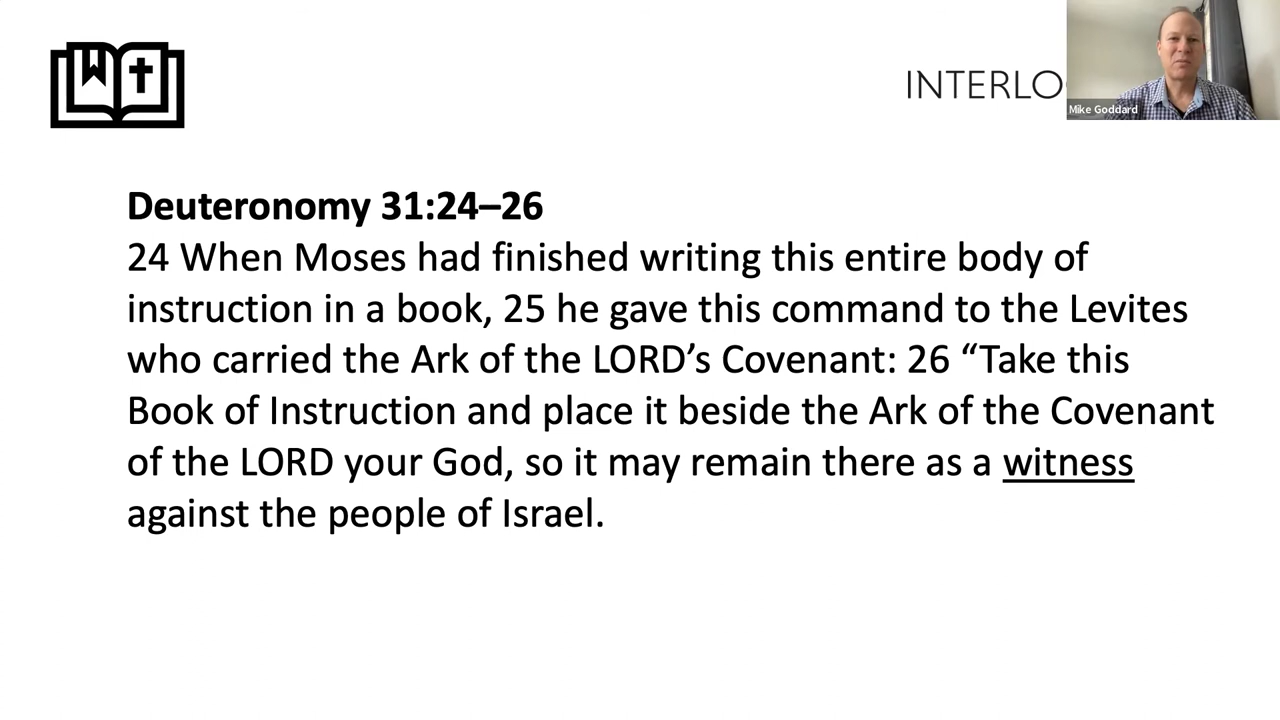 INTERLO
Mike Goddard
Deuteronomy 31:24–26
24 When Moses had finished writing this entire body of
instruction in a book, 25 he gave this command to the Levites
who carried the Ark of the LORD’s Covenant: 26 “Take this
Book of Instruction and place it beside the Ark of the Covenant
of the LORD your God, so it may remain there as a witness
against the people of Israel.